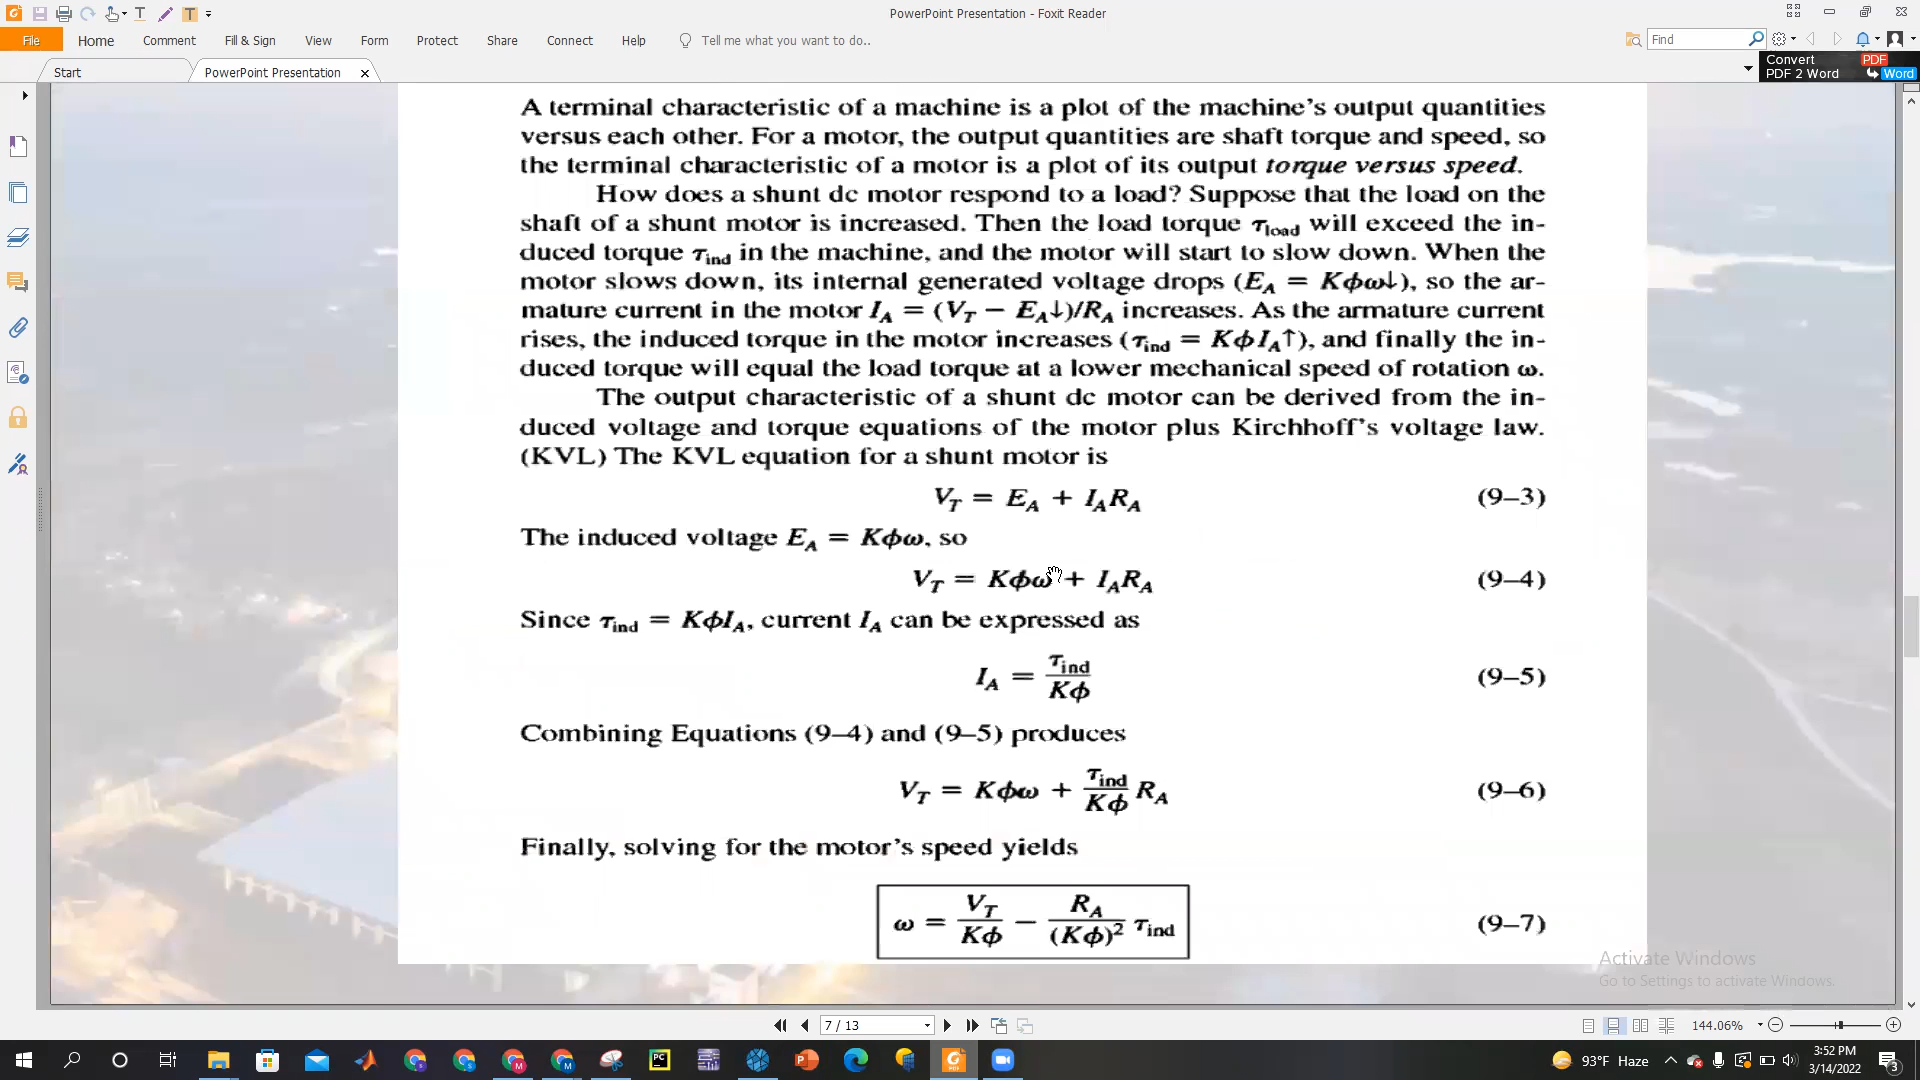 PowerPoint Presentation - Foxit Reader
File Home Comment Fill & Sign View Form Protect Share Connect Help Tell me what you want to do.. Find
Start PowerPoint Presentation
Convert PDF
PDF 2 Word Word
A terminal characteristic of a machine is a plot of the machine's output quantities
versus each other. For a motor, the output quantities are shaft torque and speed, so
the terminal characteristic of a motor is a plot of its output torque versus speed.
How does a shunt dc motor respond to a load? Suppose that the load on the
shaft of a shunt motor is increased. Then the load torque τload will exceed the in-
duced torque τind in the machine, and the motor will start to slow down. When the
motor slows down, its internal generated voltage drops (EA = Kϕω↓), so the ar-
mature current in the motor IA = (VT − EA↓)/RA increases. As the armature current
rises, the induced torque in the motor increases (τind = KϕIA↑), and finally the in-
duced torque will equal the load torque at a lower mechanical speed of rotation ω.
The output characteristic of a shunt dc motor can be derived from the in-
duced voltage and torque equations of the motor plus Kirchhoff's voltage law.
(KVL) The KVL equation for a shunt motor is
VT = EA + IARA (9–3)
The induced voltage EA = Kϕω, so
VT = Kϕω + IARA (9–4)
Since τind = KϕIA, current IA can be expressed as
IA = τind/Kϕ (9–5)
Combining Equations (9–4) and (9–5) produces
VT = Kϕω + τind/Kϕ RA (9–6)
Finally, solving for the motor's speed yields
ω = VT/Kϕ − RA/(Kϕ)² τind (9–7)
Activate Windows
Go to Settings to activate Windows.
7 / 13 144.06%
93°F Haze 3:52 PM
3/14/2022 3